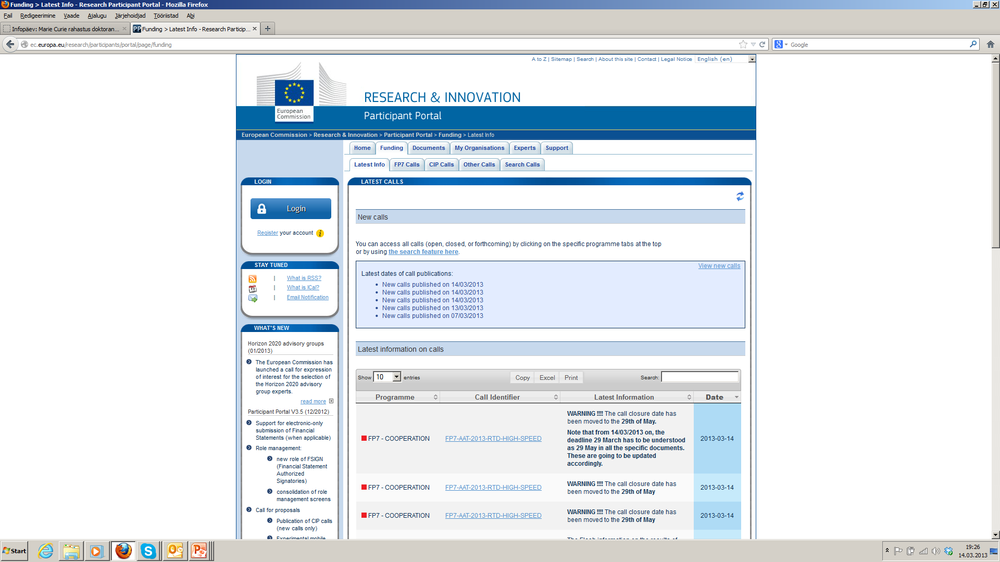 Funding > Latest Info - Research Participant Portal - Mozilla Firefox
Fail Redigeerimine Vaade Ajalugu Järjehoidjad Tööriistad Abi
Infopäev: Marie Curie rahastus doktoran...
PP Funding > Latest Info - Research Particip...
ec.europa.eu/research/participants/portal/page/funding
Google
A to Z | Sitemap | Search | About this site | Contact | Legal Notice English (en)
RESEARCH & INNOVATION
Participant Portal
European
Commission
European Commission > Research & Innovation > Participant Portal > Funding > Latest Info
Home Funding Documents My Organisations Experts Support
Latest Info FP7 Calls CIP Calls Other Calls Search Calls
LOGIN
Login
Register your account
STAY TUNED
What is RSS?
17 What is ICal?
Email Notification
WHAT'S NEW
Horizon 2020 advisory groups
(01/2013)
The European Commission has
launched a call for expression
of interest for the selection of
the Horizon 2020 advisory
group experts.
read more
Participant Portal V3.5 (12/2012)
Support for electronic-only
submission of Financial
Statements (when applicable)
Role management:
new role of FSIGN
(Financial Statement
Authorized
Signatories)
consolidation of role
management screens
Call for proposals
Publication of CIP calls
(new calls only)
Experimental mobile
LATEST CALLS
New calls
You can access all calls (open, closed, or forthcoming) by clicking on the specific programme tabs at the top
or by using the search feature here.
View new calls
Latest dates of call publications:
New calls published on 14/03/2013
New calls published on 14/03/2013
New calls published on 14/03/2013
New calls published on 13/03/2013
New calls published on 07/03/2013
Latest information on calls
Show 10 entries Copy Excel Print Search:
Programme Call Identifier Latest Information Date
FP7 - COOPERATION FP7-AAT-2013-RTD-HIGH-SPEED
WARNING !!!! The call closure date has
been moved to the 29th of May.
Note that from 14/03/2013 on, the
deadline 29 March has to be understood
as 29 May in all the specific documents.
These are going to be updated
accordingly.
2013-03-14
FP7 - COOPERATION FP7-AAT-2013-RTD-HIGH-SPEED
WARNING !!!! The call closure date has
been moved to the 29th of May
2013-03-14
FP7 - COOPERATION FP7-AAT-2013-RTD-HIGH-SPEED
WARNING !!!! The call closure date has
been moved to the 29th of May
2013-03-14
Start
19:26
14.03.2013